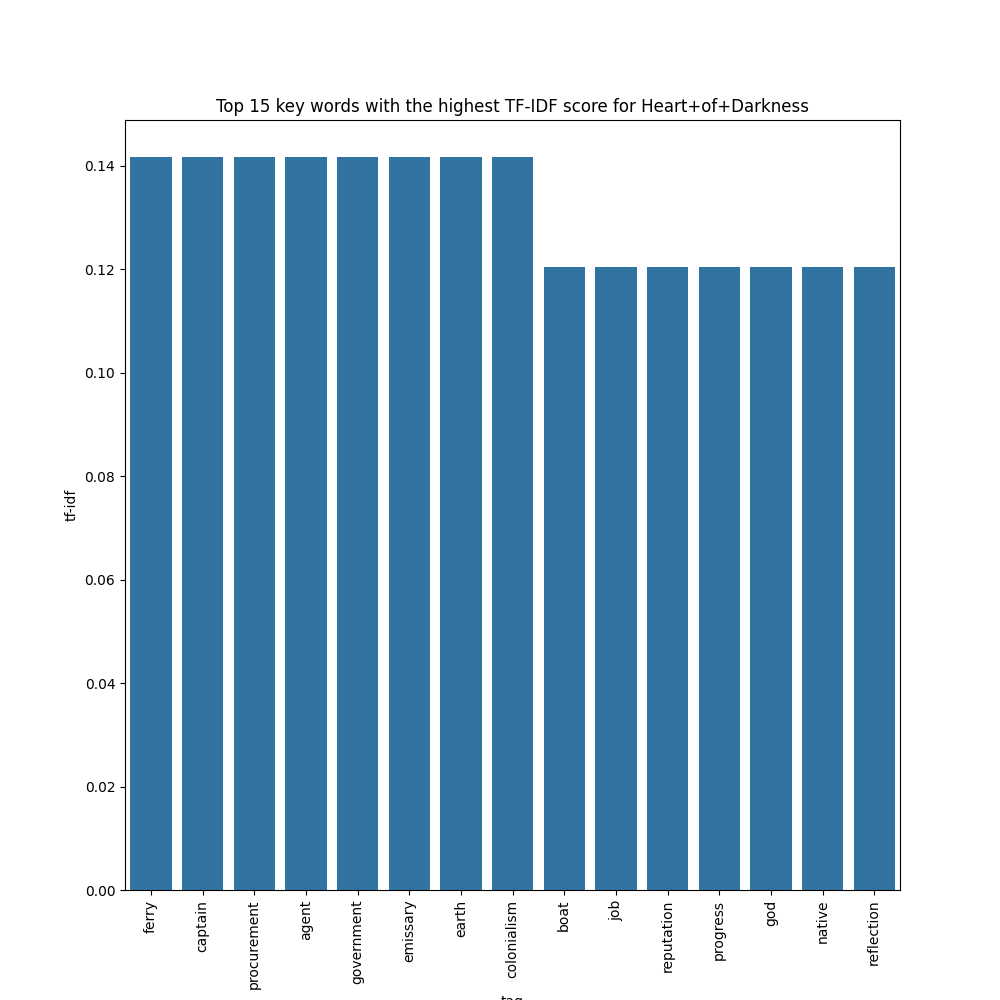 Top 15 key words with the highest TF-IDF score for Heart+of+Darkness
0.14
0.12
0.10
0.08
0.06
0.04
0.02
0.00
tf-idf
ferry
captain
procurement
agent
government
emissary
earth
colonialism
boat
job
reputation
progress
god
native
reflection